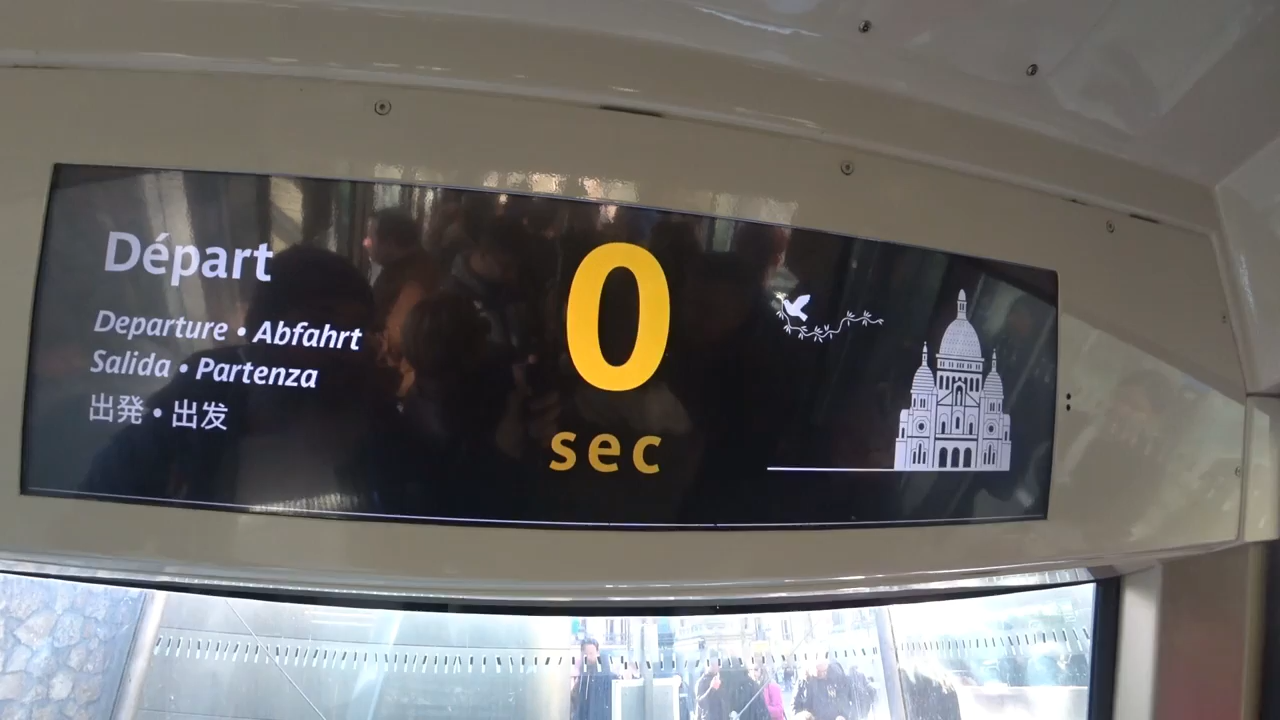 Départ
Departure • Abfahrt
Salida • Partenza
出発 • 出发
0
sec